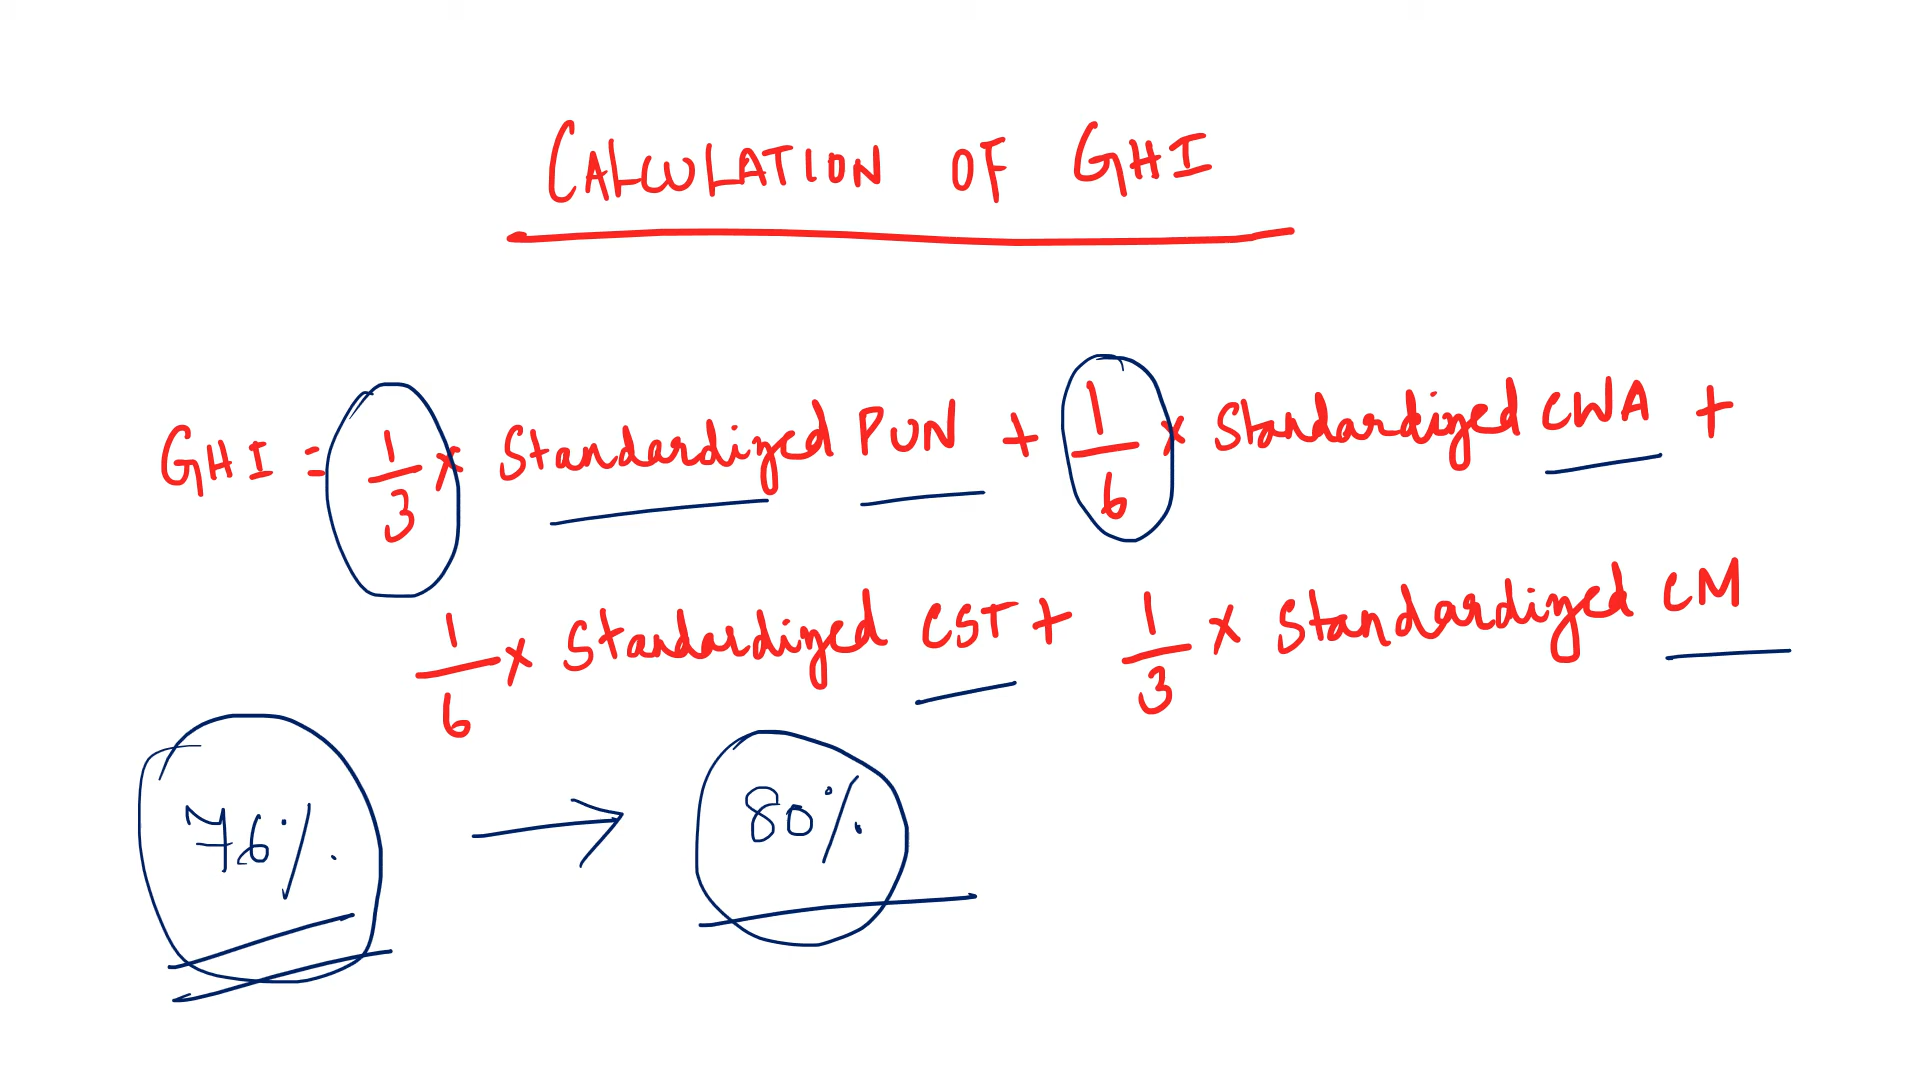 CALCULATION OF GHI
GHI = 1/3 × Standardized PUN + 1/6 × Standardized CWA +
1/6 × Standardized CST + 1/3 × Standardized CM
76% → 80%